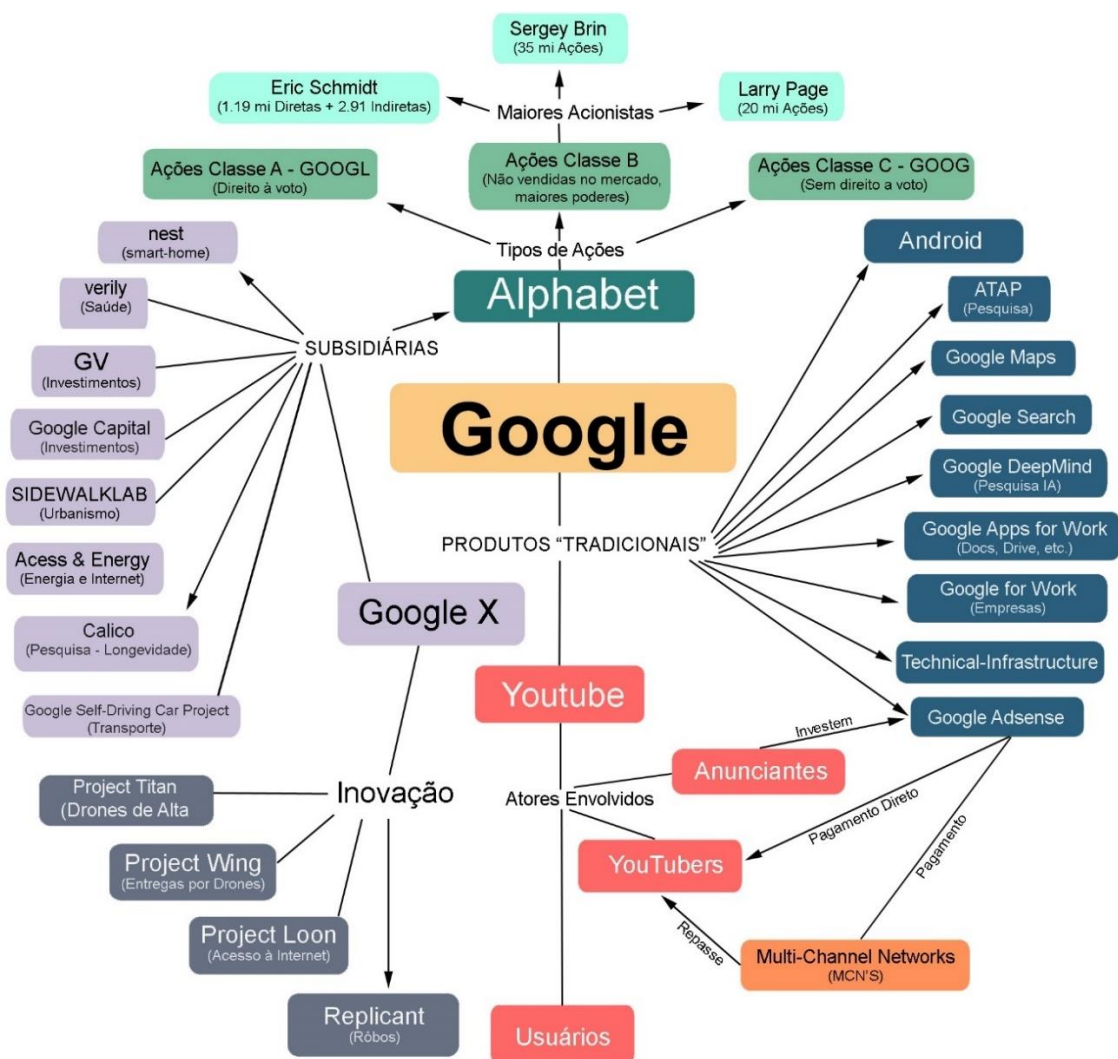 Sergey Brin
(35 mi Ações)
Eric Schmidt
(1.19 mi Diretas + 2.91 Indiretas)
Larry Page
(20 mi Ações)
Maiores Acionistas
Ações Classe A - GOOGL
(Direito à voto)
Ações Classe B
(Não vendidas no mercado,
maiores poderes)
Ações Classe C - GOOG
(Sem direito a voto)
Tipos de Ações
Alphabet
nest
(smart-home)
verily
(Saúde)
GV
(Investimentos)
Google Capital
(Investimentos)
SIDEWALKLAB
(Urbanismo)
Acess & Energy
(Energia e Internet)
Calico
(Pesquisa - Longevidade)
Google Self-Driving Car Project
(Transporte)
SUBSIDIÁRIAS
Google
Android
ATAP
(Pesquisa)
Google Maps
Google Search
Google DeepMind
(Pesquisa IA)
Google Apps for Work
(Docs, Drive, etc.)
Google for Work
(Empresas)
Technical-Infrastructure
Google Adsense
PRODUTOS “TRADICIONAIS”
Google X
Youtube
Investem
Anunciantes
Atores Envolvidos
Pagamento Direto
Pagamento
YouTubers
Repasse
Multi-Channel Networks
(MCN'S)
Usuários
Inovação
Project Titan
(Drones de Alta
Project Wing
(Entregas por Drones)
Project Loon
(Acesso à Internet)
Replicant
(Róbos)